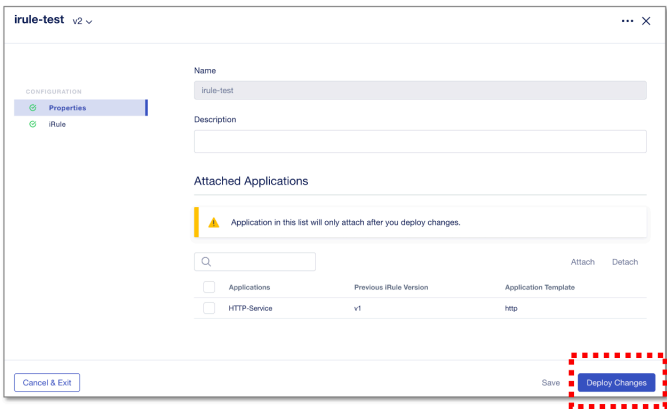 irule-test v2
CONFIGURATION
Properties
iRule
Name
irule-test
Description
Attached Applications
Application in this list will only attach after you deploy changes.
Attach Detach
Applications Previous iRule Version Application Template
HTTP-Service v1 http
Cancel & Exit Save Deploy Changes